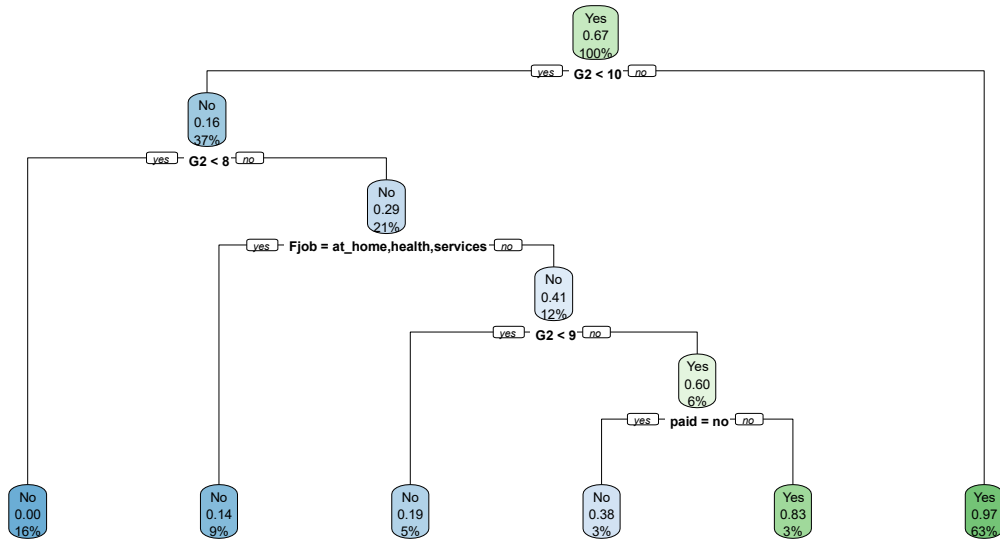 Yes
0.67
100%
yes G2 < 10 no
No
0.16
37%
yes G2 < 8 no
No
0.29
21%
yes Fjob = at_home,health,services no
No
0.41
12%
yes G2 < 9 no
Yes
0.60
6%
yes paid = no no
No No No No Yes Yes
0.00 0.14 0.19 0.38 0.83 0.97
16% 9% 5% 3% 3% 63%